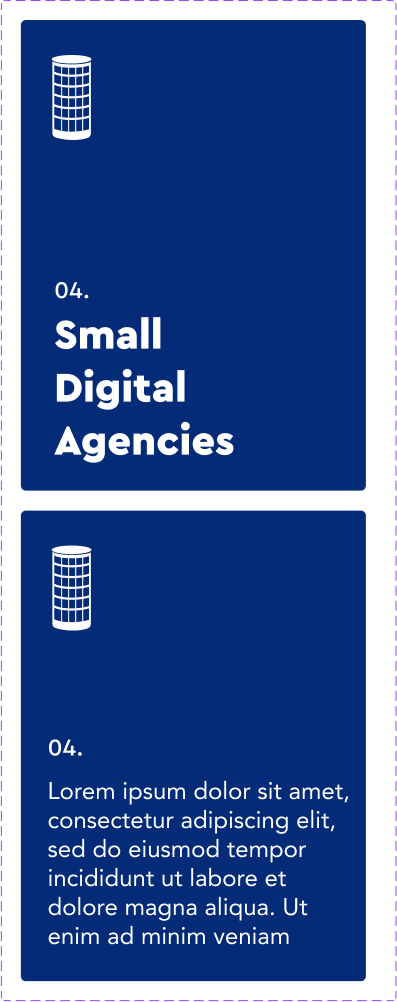 04.
Small
Digital
Agencies
04.
Lorem ipsum dolor sit amet,
consectetur adipiscing elit,
sed do eiusmod tempor
incididunt ut labore et
dolore magna aliqua. Ut
enim ad minim veniam